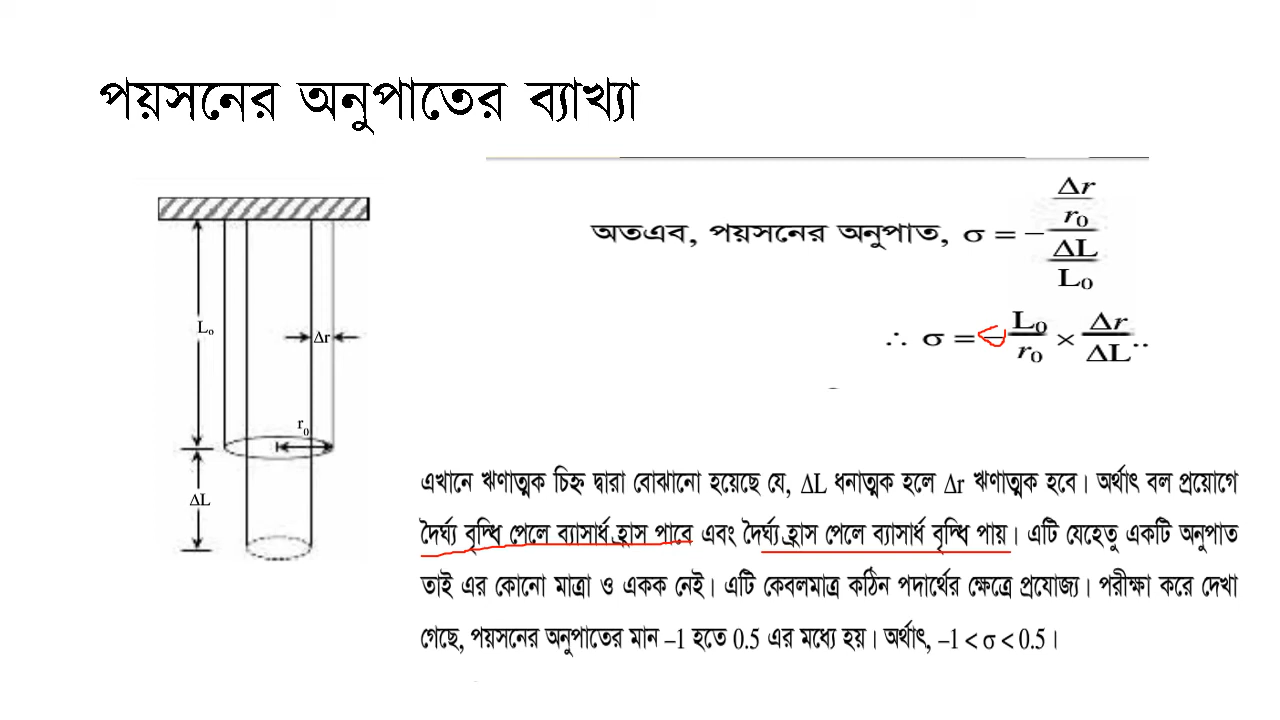 পয়সনের অনুপাতের ব্যাখ্যা
অতএব, পয়সনের অনুপাত, σ = − (Δr/r₀)/(ΔL/L₀)
∴ σ = − L₀/r₀ × Δr/ΔL..
L₀
Δr
r₀
ΔL
এখানে ঋণাত্মক চিহ্ন দ্বারা বোঝানো হয়েছে যে, ΔL ধনাত্মক হলে Δr ঋণাত্মক হবে। অর্থাৎ বল প্রয়োগে
দৈর্ঘ্য বৃদ্ধি পেলে ব্যাসার্ধ হ্রাস পাবে এবং দৈর্ঘ্য হ্রাস পেলে ব্যাসার্ধ বৃদ্ধি পায়। এটি যেহেতু একটি অনুপাত
তাই এর কোনো মাত্রা ও একক নেই। এটি কেবলমাত্র কঠিন পদার্থের ক্ষেত্রে প্রযোজ্য। পরীক্ষা করে দেখা
গেছে, পয়সনের অনুপাতের মান –1 হতে 0.5 এর মধ্যে হয়। অর্থাৎ, –1 < σ < 0.5।